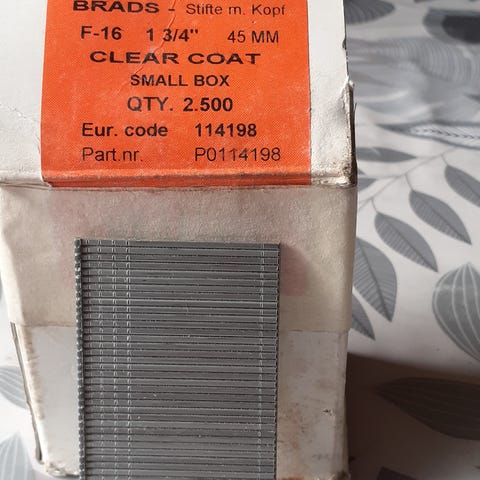 BRADS - Stifte m. Kopf
F-16 1 3/4" 45 MM
CLEAR COAT
SMALL BOX
QTY. 2.500
Eur. code 114198
Part.nr. P0114198